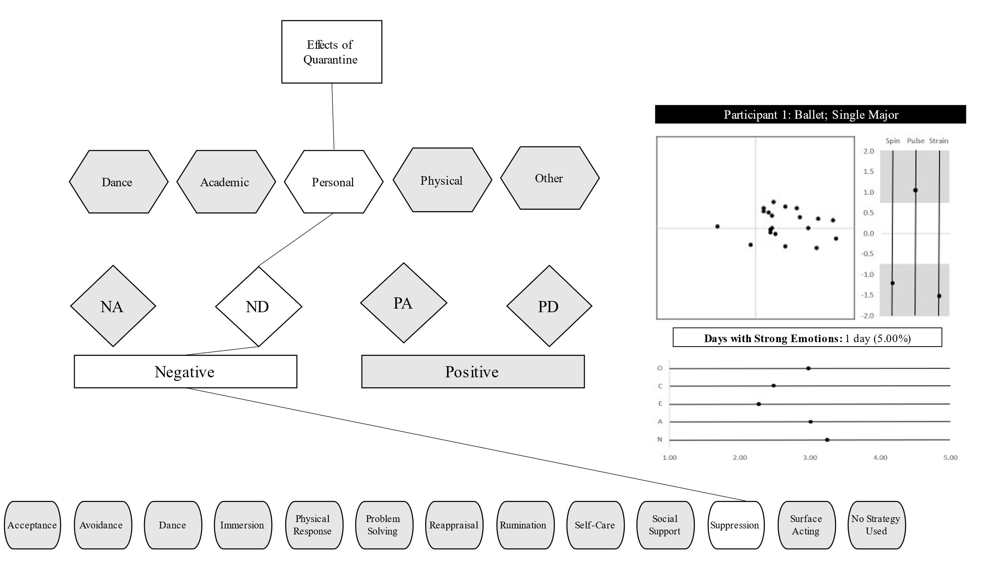 Effects of
Quarantine
Dance
Academic
Personal
Physical
Other
NA
ND
PA
PD
Negative
Positive
Participant 1: Ballet; Single Major
Spin Pulse Strain
2.0
1.5
1.0
0.5
0.0
-0.5
-1.0
-1.5
-2.0
Days with Strong Emotions: 1 day (5.00%)
O
C
E
A
N
1.00 2.00 3.00 4.00 5.00
Acceptance
Avoidance
Dance
Immersion
Physical
Response
Problem
Solving
Reappraisal
Rumination
Self-Care
Social
Support
Suppression
Surface
Acting
No Strategy
Used